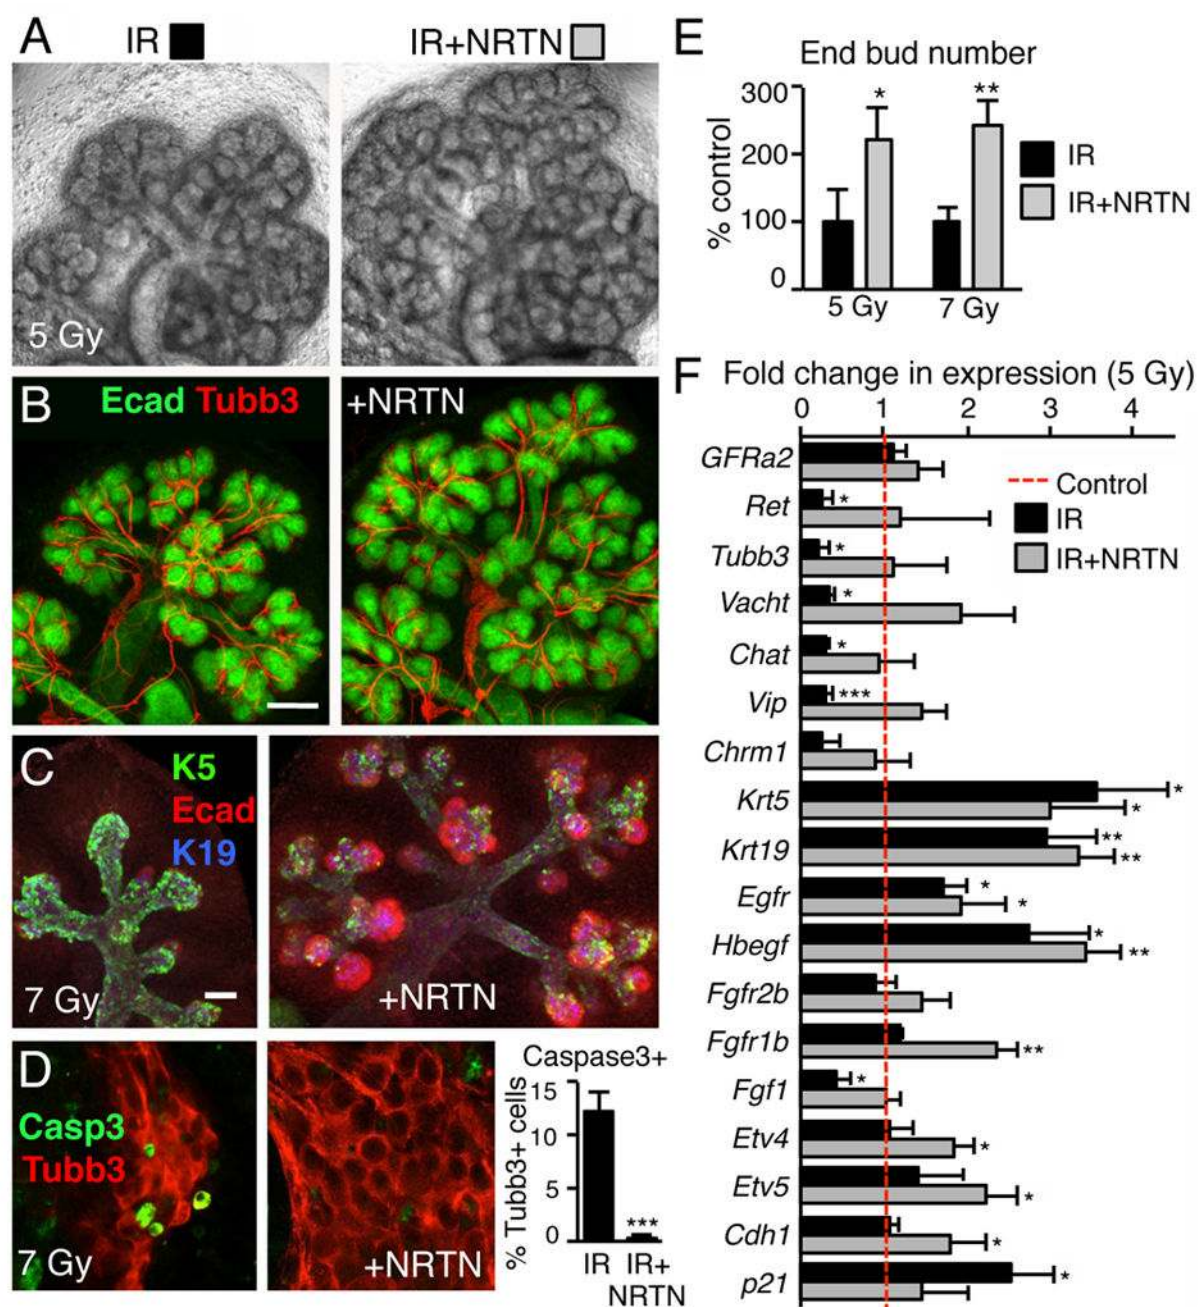 A
IR
IR+NRTN
5 Gy
B
Ecad Tubb3
+NRTN
C
K5
Ecad
K19
7 Gy
+NRTN
D
Casp3
Tubb3
7 Gy
+NRTN
Caspase3+
% Tubb3+ cells
15
10
5
0
***
IR
IR+
NRTN
E
End bud number
% control
300
200
100
0
*
**
5 Gy
7 Gy
IR
IR+NRTN
F
Fold change in expression (5 Gy)
0 1 2 3 4
Control
IR
IR+NRTN
GFRa2
Ret *
Tubb3 *
Vacht *
Chat *
Vip ***
Chrm1
Krt5 *
*
Krt19 **
**
Egfr *
*
Hbegf *
**
Fgfr2b
Fgfr1b **
Fgf1 *
Etv4 *
Etv5 *
Cdh1 *
p21 *